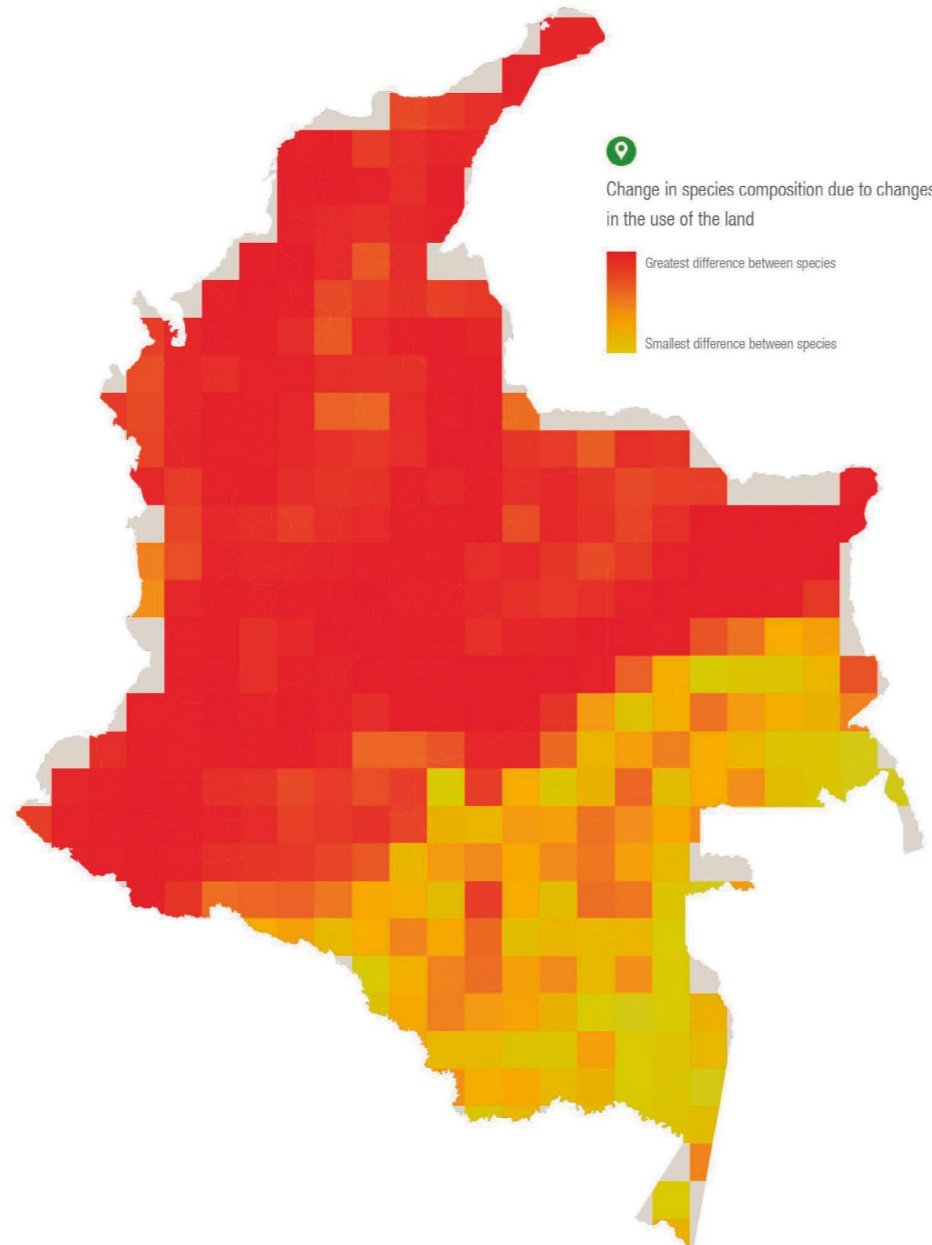 Change in species composition due to changes
in the use of the land
Greatest difference between species
Smallest difference between species